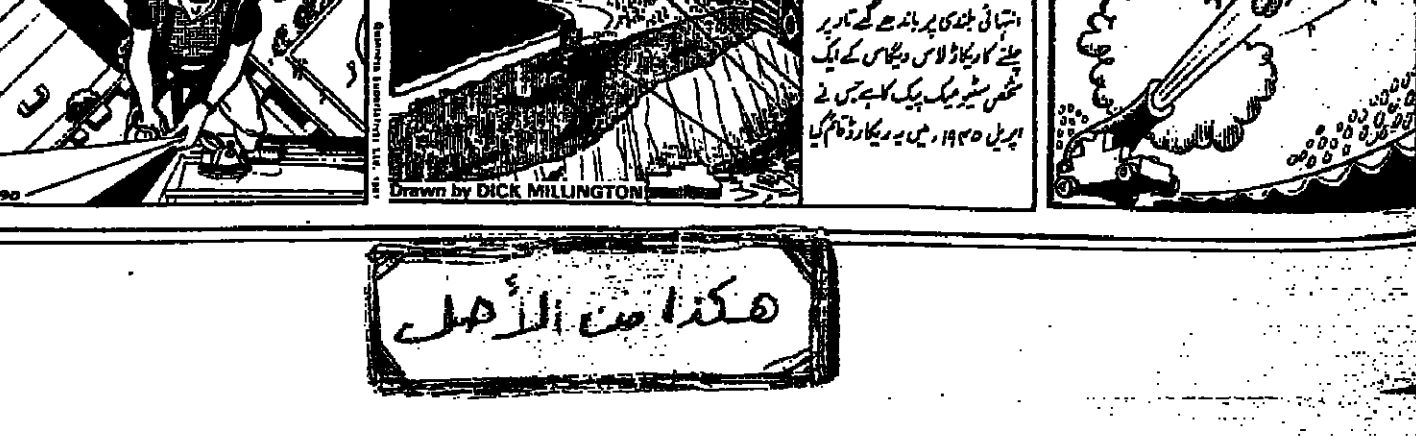 انتہائی بلندی پر باندھے گئے تار پر
چلنے کا ریکارڈ لاس ویگاس کے ایک
شخص سٹیو میک پیک کا ہے جس نے
اپریل ۱۹۴۵ء میں یہ ریکارڈ قائم کیا
Drawn by DICK MILLINGTON
هكذا من الأصل